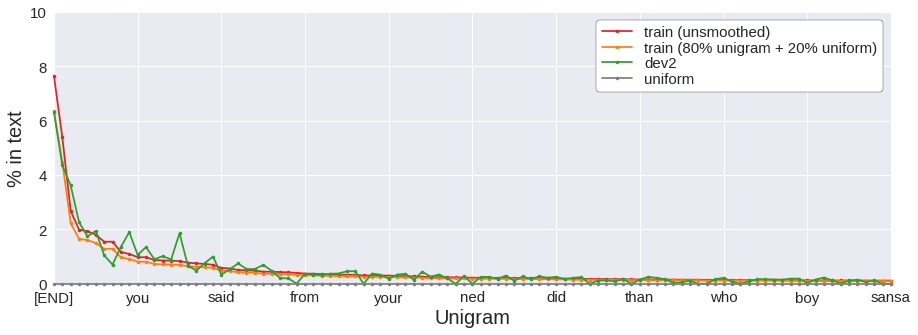 10
8
6
4
2
0
% in text
train (unsmoothed)
train (80% unigram + 20% uniform)
dev2
uniform
[END] you said from your ned did than who boy sansa
Unigram